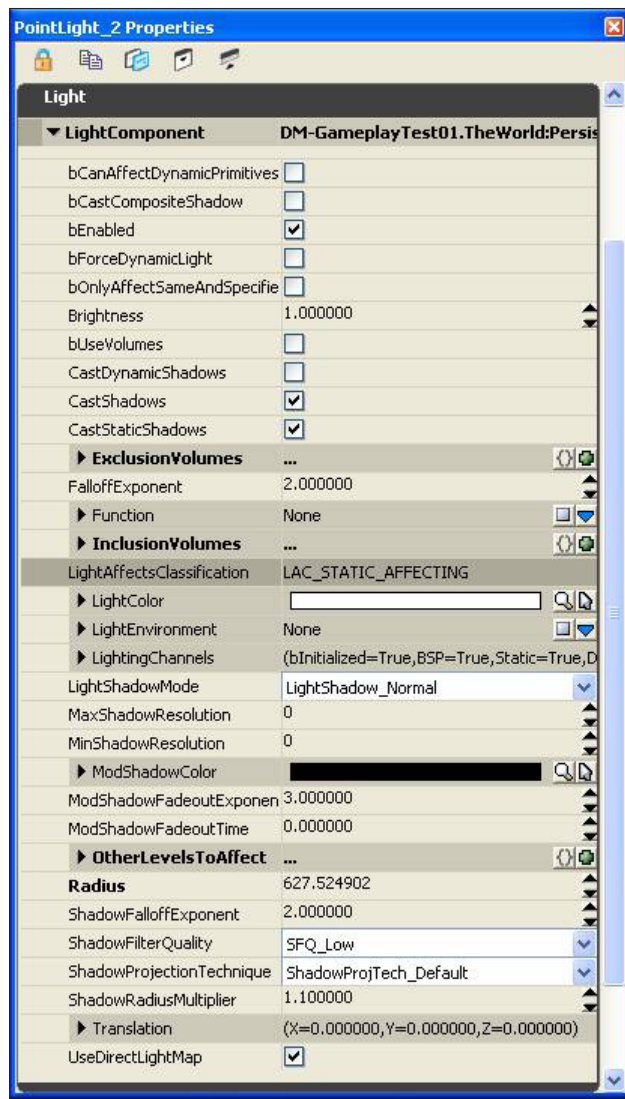 PointLight_2 Properties
Light
LightComponent DM-GameplayTest01.TheWorld:Persis
bCanAffectDynamicPrimitives
bCastCompositeShadow
bEnabled
bForceDynamicLight
bOnlyAffectSameAndSpecifie
Brightness 1.000000
bUseVolumes
CastDynamicShadows
CastShadows
CastStaticShadows
ExclusionVolumes ...
FalloffExponent 2.000000
Function None
InclusionVolumes ...
LightAffectsClassification LAC_STATIC_AFFECTING
LightColor
LightEnvironment None
LightingChannels (bInitialized=True,BSP=True,Static=True,D
LightShadowMode LightShadow_Normal
MaxShadowResolution 0
MinShadowResolution 0
ModShadowColor
ModShadowFadeoutExponen 3.000000
ModShadowFadeoutTime 0.000000
OtherLevelsToAffect ...
Radius 627.524902
ShadowFalloffExponent 2.000000
ShadowFilterQuality SFQ_Low
ShadowProjectionTechnique ShadowProjTech_Default
ShadowRadiusMultiplier 1.100000
Translation (X=0.000000,Y=0.000000,Z=0.000000)
UseDirectLightMap